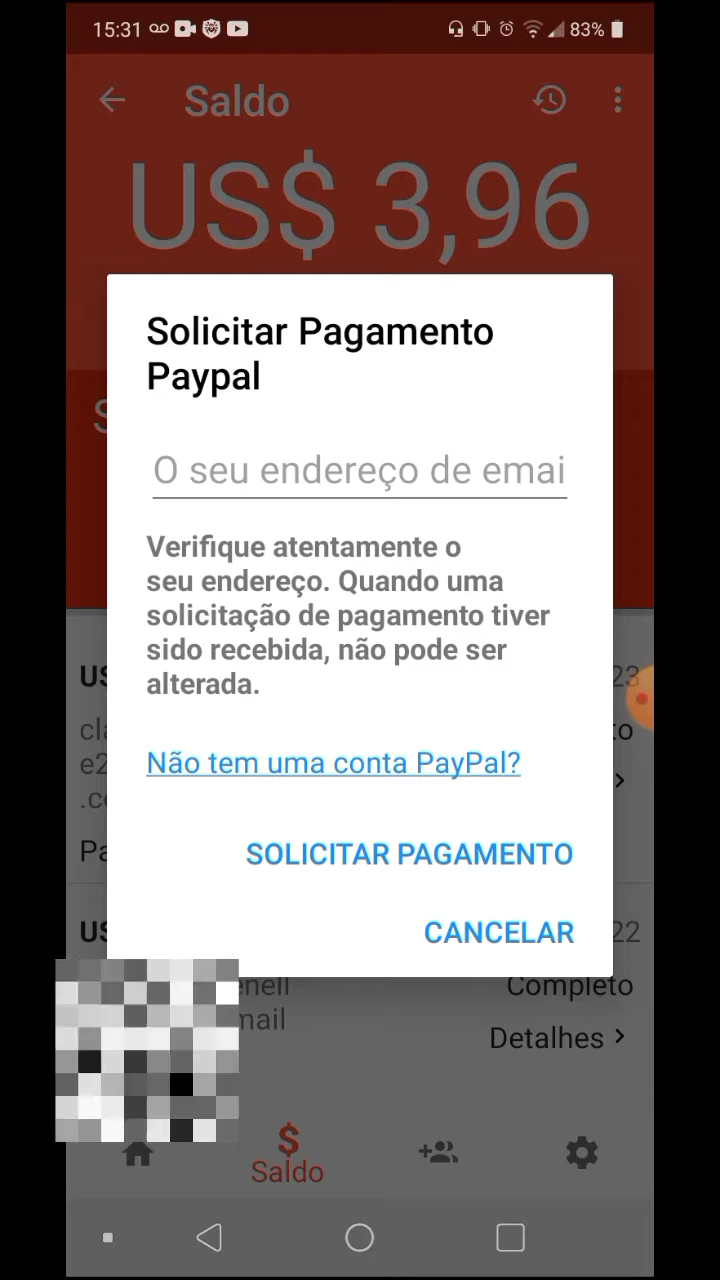 15:31
83%
Saldo
US$ 3,96
Solicitar Pagamento
Paypal
O seu endereço de emai
Verifique atentamente o
seu endereço. Quando uma
solicitação de pagamento tiver
sido recebida, não pode ser
alterada.
Não tem uma conta PayPal?
SOLICITAR PAGAMENTO
CANCELAR
Completo
Detalhes
Saldo